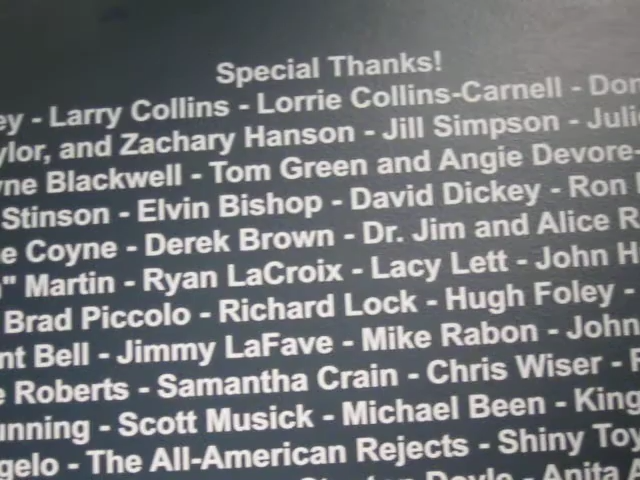 Special Thanks!
ey - Larry Collins - Lorrie Collins-Carnell - Don
ylor, and Zachary Hanson - Jill Simpson - Julie
yne Blackwell - Tom Green and Angie Devore-
Stinson - Elvin Bishop - David Dickey - Ron
e Coyne - Derek Brown - Dr. Jim and Alice R
" Martin - Ryan LaCroix - Lacy Lett - John H
Brad Piccolo - Richard Lock - Hugh Foley -
nt Bell - Jimmy LaFave - Mike Rabon - John
e Roberts - Samantha Crain - Chris Wiser -
unning - Scott Musick - Michael Been - King
gelo - The All-American Rejects - Shiny Toy
Doyle - Anita A